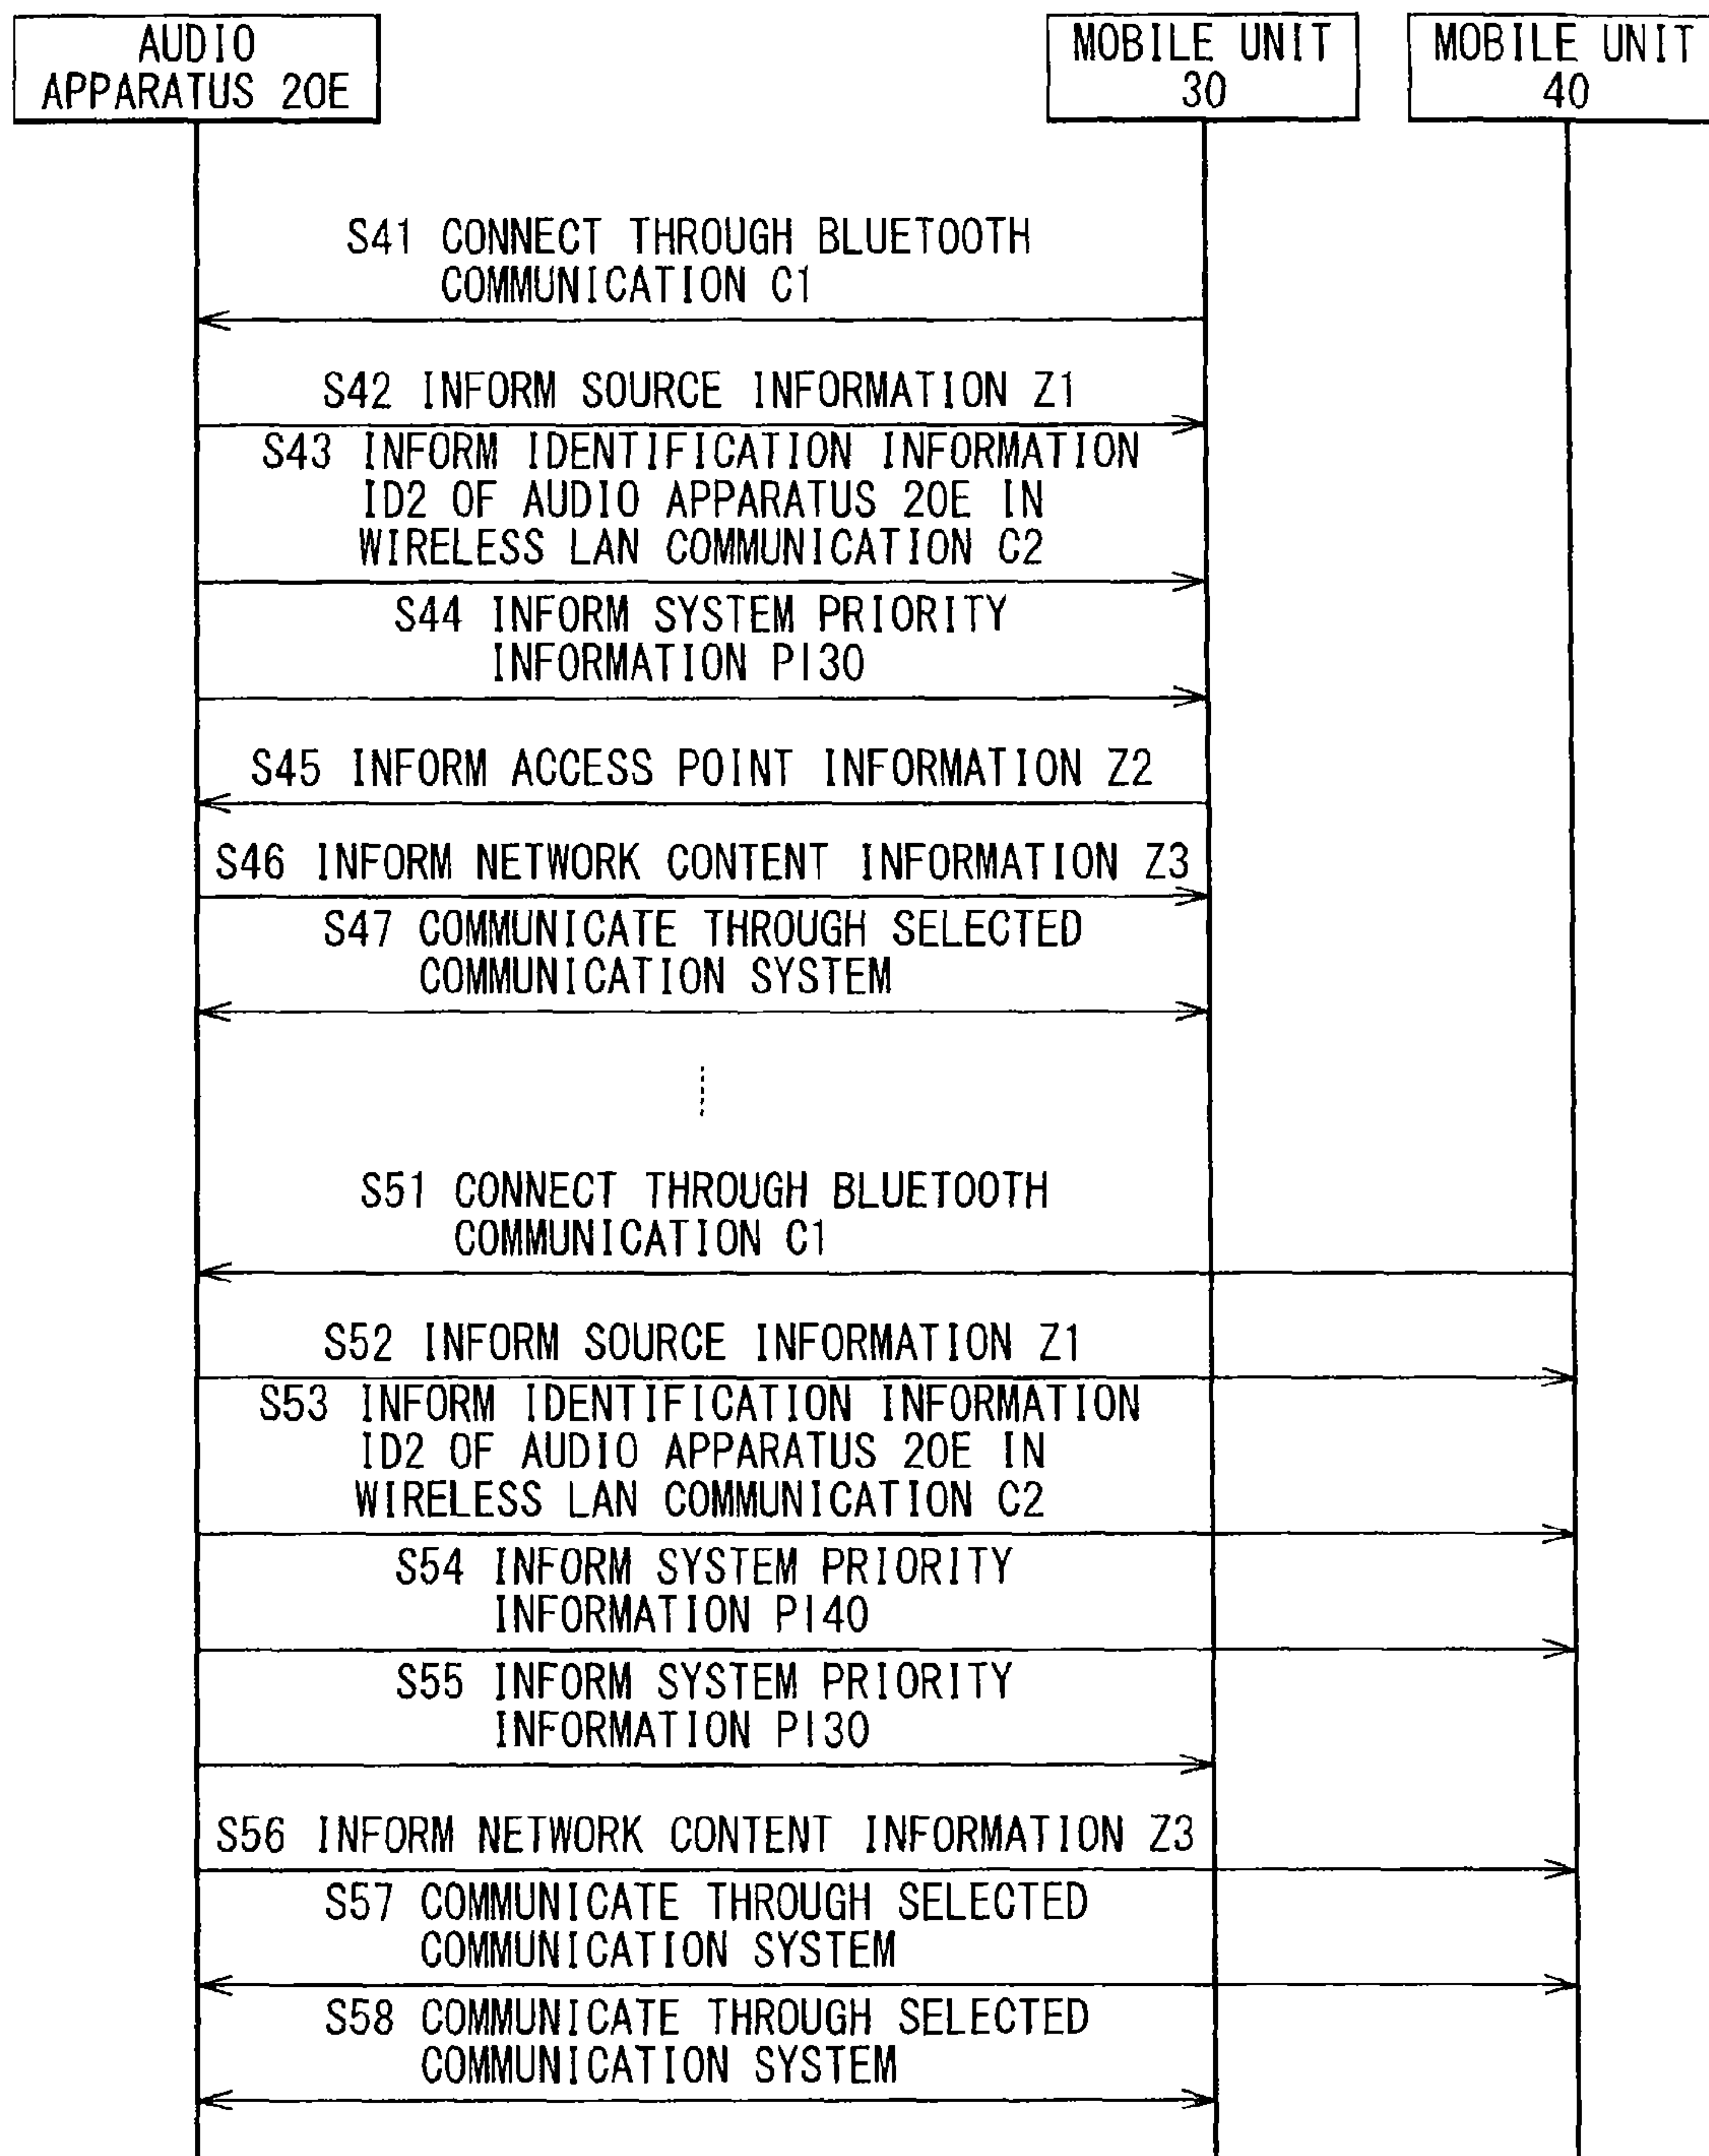 AUDIO
APPARATUS 20E
MOBILE UNIT
30
MOBILE UNIT
40
S41 CONNECT THROUGH BLUETOOTH
COMMUNICATION C1
S42 INFORM SOURCE INFORMATION Z1
S43 INFORM IDENTIFICATION INFORMATION
ID2 OF AUDIO APPARATUS 20E IN
WIRELESS LAN COMMUNICATION C2
S44 INFORM SYSTEM PRIORITY
INFORMATION PI30
S45 INFORM ACCESS POINT INFORMATION Z2
S46 INFORM NETWORK CONTENT INFORMATION Z3
S47 COMMUNICATE THROUGH SELECTED
COMMUNICATION SYSTEM
S51 CONNECT THROUGH BLUETOOTH
COMMUNICATION C1
S52 INFORM SOURCE INFORMATION Z1
S53 INFORM IDENTIFICATION INFORMATION
ID2 OF AUDIO APPARATUS 20E IN
WIRELESS LAN COMMUNICATION C2
S54 INFORM SYSTEM PRIORITY
INFORMATION PI40
S55 INFORM SYSTEM PRIORITY
INFORMATION PI30
S56 INFORM NETWORK CONTENT INFORMATION Z3
S57 COMMUNICATE THROUGH SELECTED
COMMUNICATION SYSTEM
S58 COMMUNICATE THROUGH SELECTED
COMMUNICATION SYSTEM